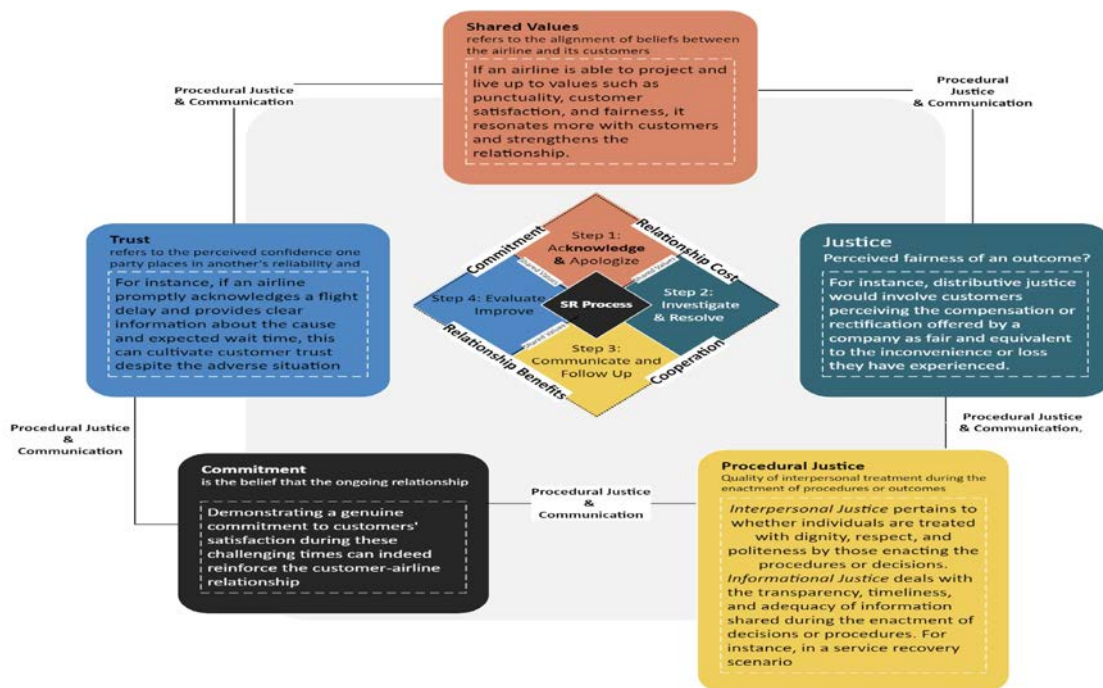 Shared Values
refers to the alignment of beliefs between
the airline and its customers
If an airline is able to project and
live up to values such as
punctuality, customer
satisfaction, and fairness, it
resonates more with customers
and strengthens the
relationship.
Procedural Justice
& Communication
Procedural
Justice
& Communication
Trust
refers to the perceived confidence one
party places in another's reliability and
For instance, if an airline
promptly acknowledges a flight
delay and provides clear
information about the cause
and expected wait time, this
can cultivate customer trust
despite the adverse situation
Commitment
Relationship Cost
Step 1:
Acknowledge
& Apologize
Shared Values
Shared Values
Step 4: Evaluate
Improve
SR Process
Step 2:
Investigate
& Resolve
Shared Values
Step 3:
Communicate and
Follow Up
Relationship Benefits
Cooperation
Justice
Perceived fairness of an outcome?
For instance, distributive justice
would involve customers
perceiving the compensation or
rectification offered by a
company as fair and equivalent
to the inconvenience or loss
they have experienced.
Procedural Justice
&
Communication
Procedural Justice
& Communication,
Commitment
is the belief that the ongoing relationship
Demonstrating a genuine
commitment to customers'
satisfaction during these
challenging times can indeed
reinforce the customer-airline
relationship
Procedural Justice
&
Communication
Procedural Justice
Quality of interpersonal treatment during the
enactment of procedures or outcomes
Interpersonal Justice pertains to
whether individuals are treated
with dignity, respect, and
politeness by those enacting the
procedures or decisions.
Informational Justice deals with
the transparency, timeliness,
and adequacy of information
shared during the enactment of
decisions or procedures. For
instance, in a service recovery
scenario